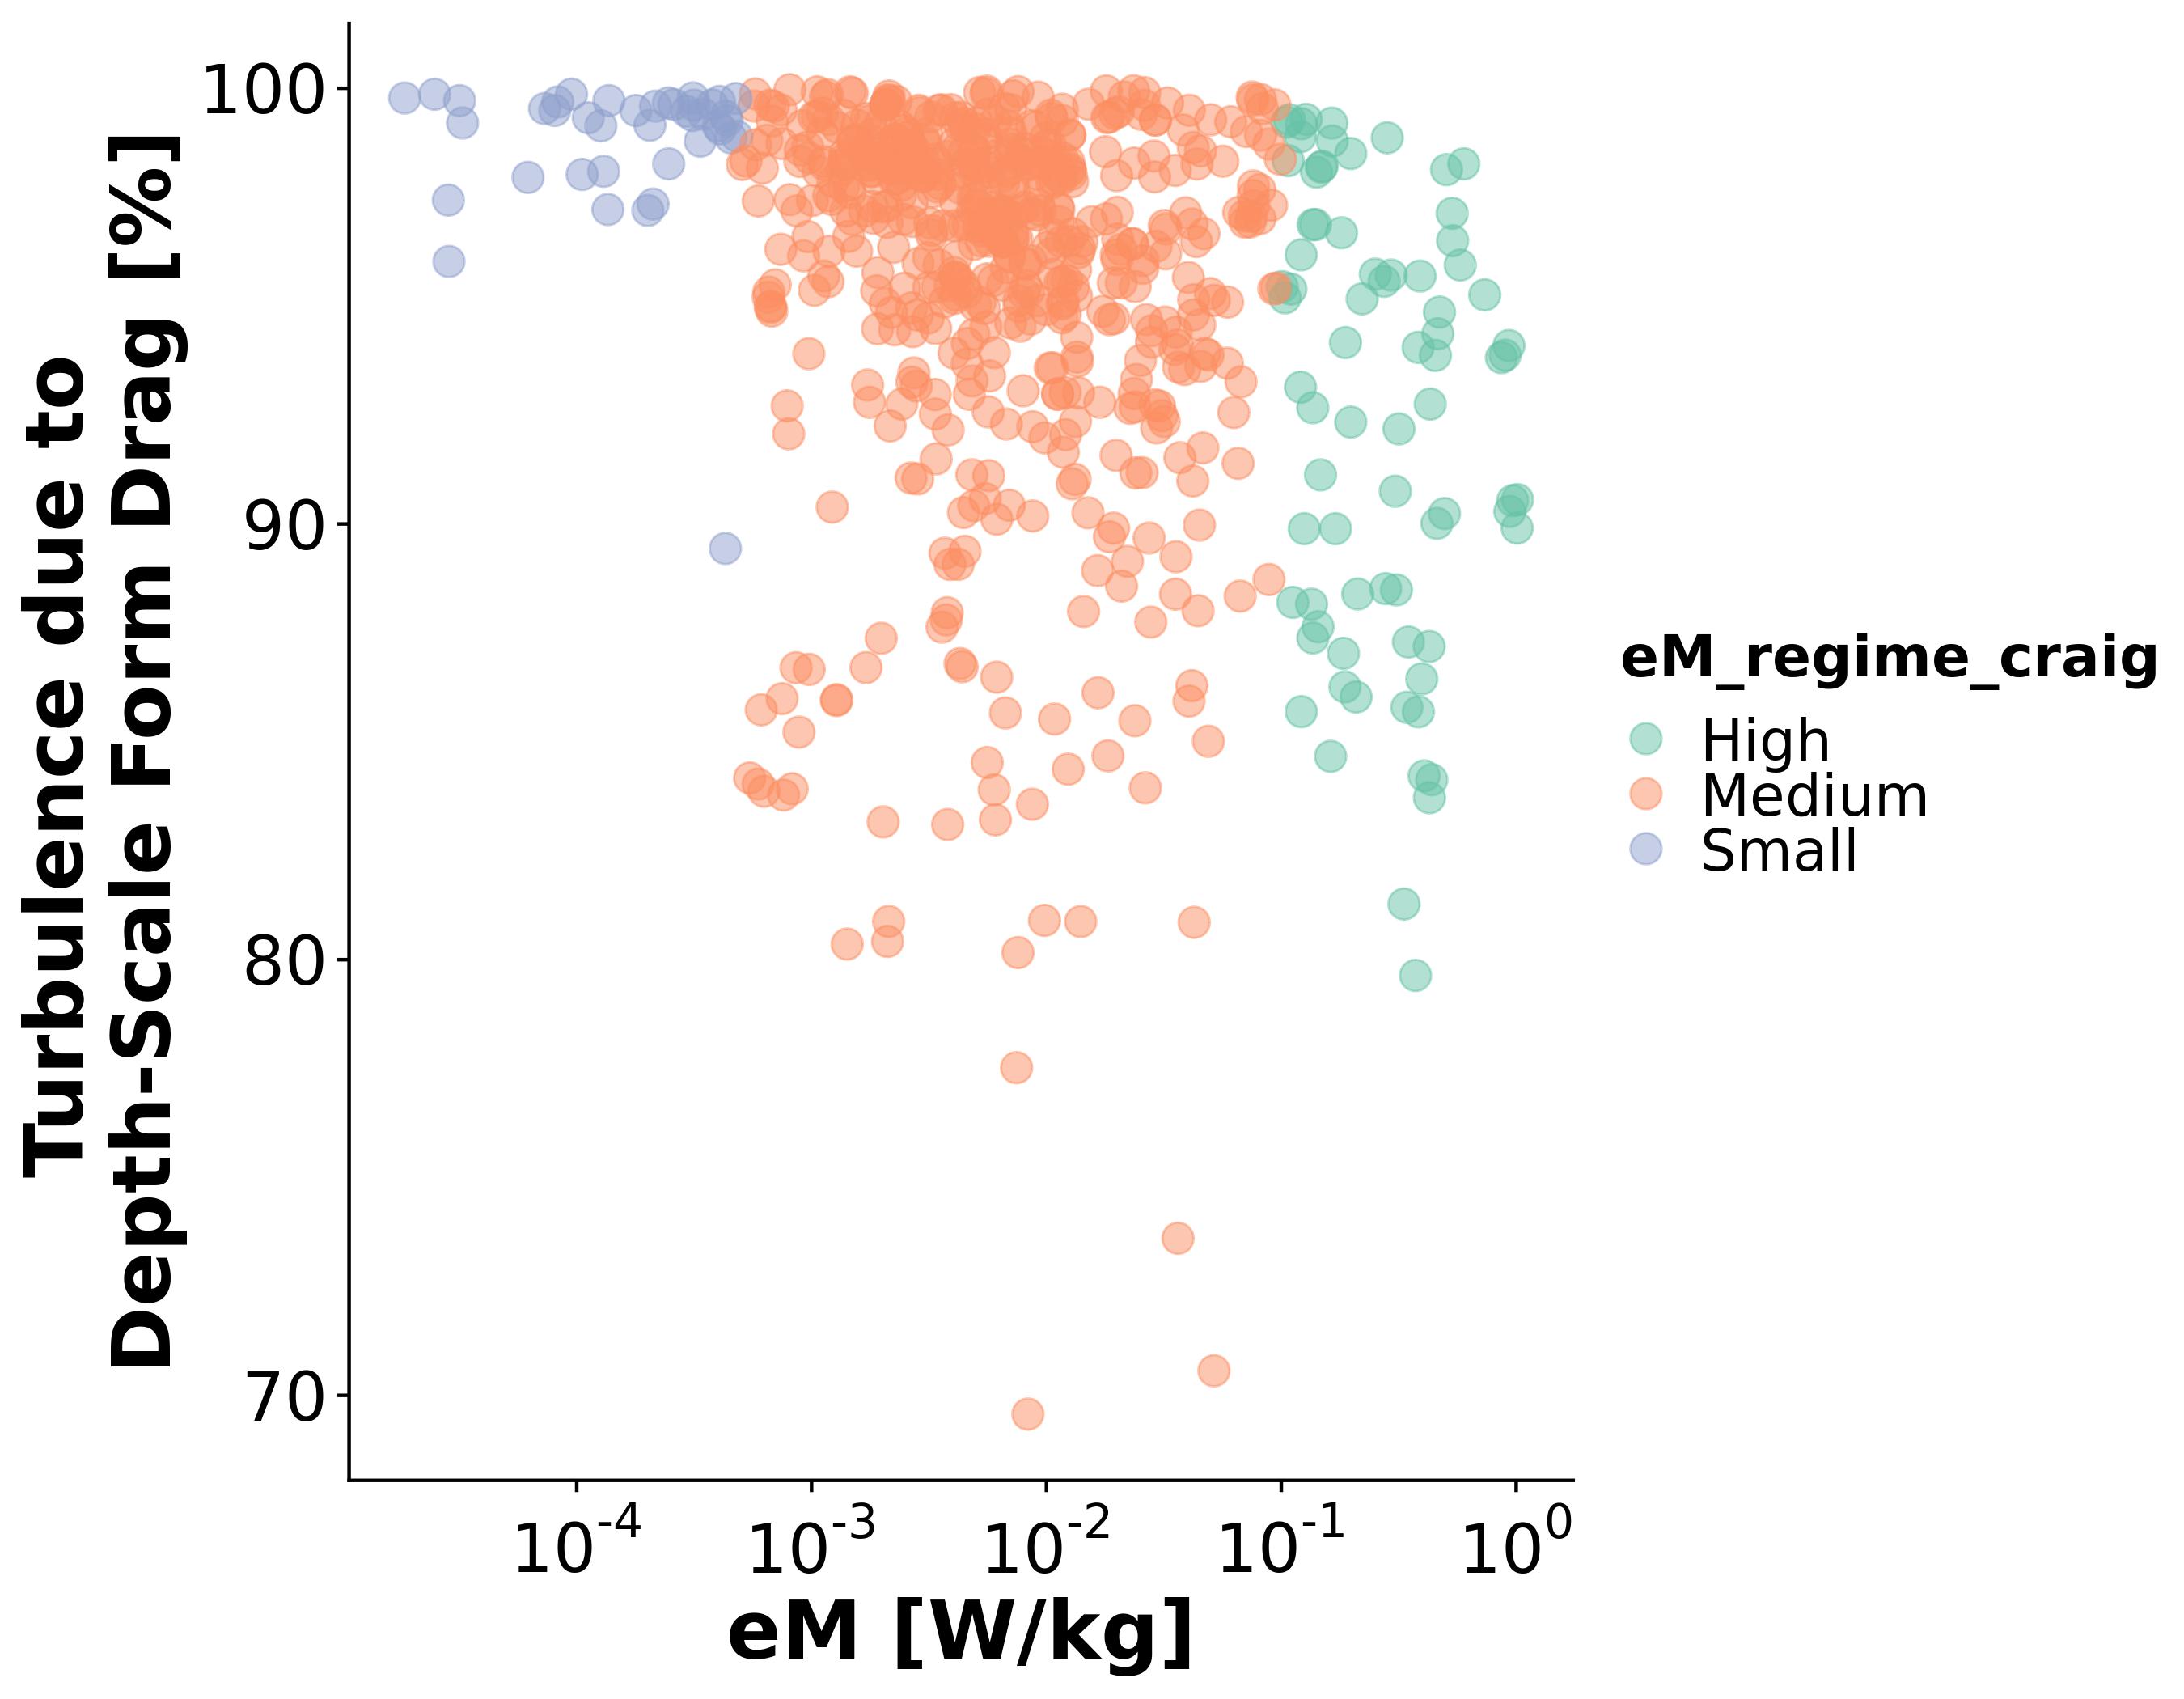 Turbulence due to
Depth-Scale Form Drag [%]
100
90
80
70
10-4
10-3
10-2
10-1
100
eM [W/kg]
eM_regime_craig
High
Medium
Small